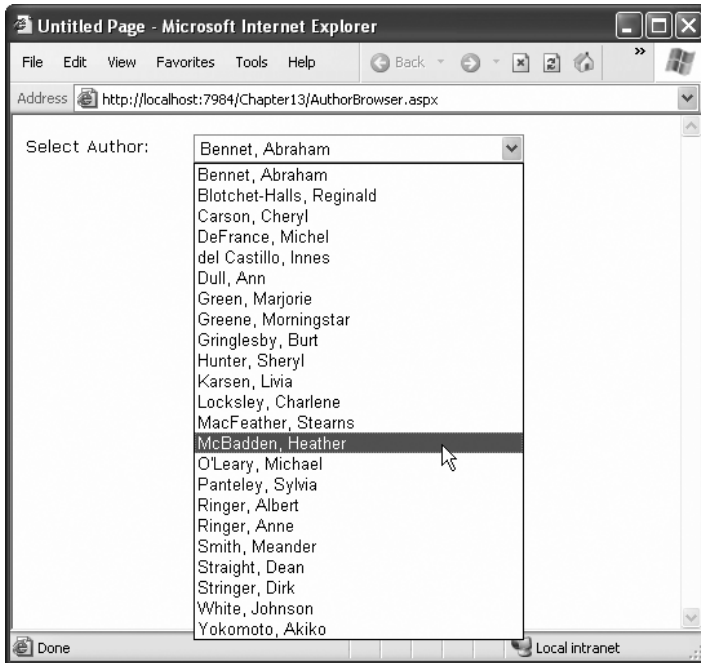 Untitled Page - Microsoft Internet Explorer
File Edit View Favorites Tools Help Back »
Address http://localhost:7984/Chapter13/AuthorBrowser.aspx
Select Author: Bennet, Abraham
Bennet, Abraham
Blotchet-Halls, Reginald
Carson, Cheryl
DeFrance, Michel
del Castillo, Innes
Dull, Ann
Green, Marjorie
Greene, Morningstar
Gringlesby, Burt
Hunter, Sheryl
Karsen, Livia
Locksley, Charlene
MacFeather, Stearns
McBadden, Heather
O'Leary, Michael
Panteley, Sylvia
Ringer, Albert
Ringer, Anne
Smith, Meander
Straight, Dean
Stringer, Dirk
White, Johnson
Yokomoto, Akiko
Done Local intranet